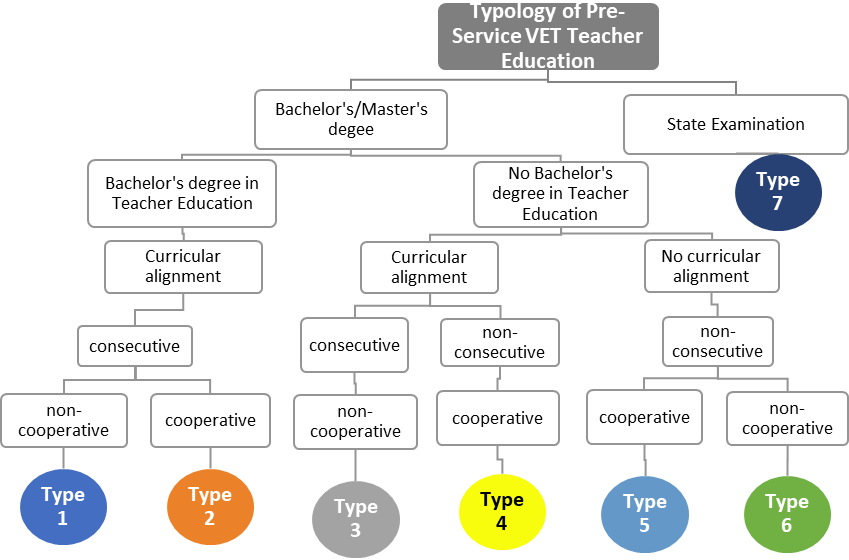 Typology of Pre-
Service VET Teacher
Education
Bachelor's/Master's
degee
State Examination
Bachelor's degree in
Teacher Education
No Bachelor's
degree in Teacher
Education
Type
7
Curricular
alignment
Curricular
alignment
No curricular
alignment
consecutive
consecutive
non-
consecutive
non-
consecutive
non-
cooperative
cooperative
non-
cooperative
cooperative
cooperative
non-
cooperative
Type
1
Type
2
Type
3
Type
4
Type
5
Type
6